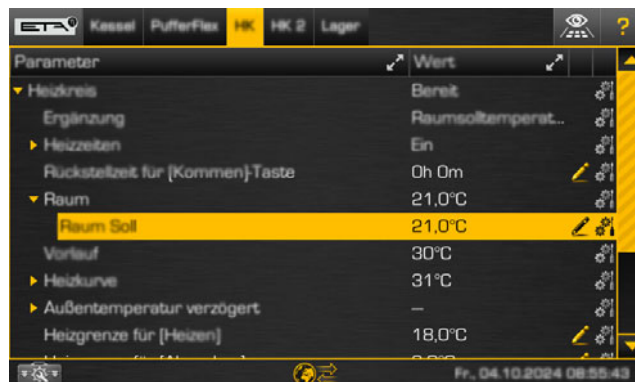 ETA Kessel PufferFlex HK HK 2 Lager ?
Parameter Wert
Heizkreis Bereit
Ergänzung Raumsolltemperat...
Heizzeiten Ein
Rückstellzeit für [Kommen]-Taste 0h 0m
Raum 21,0°C
Raum Soll 21,0°C
Vorlauf 30°C
Heizkurve 31°C
Außentemperatur verzögert –
Heizgrenze für [Heizen] 18,0°C
Fr., 04.10.2024 08:55:43